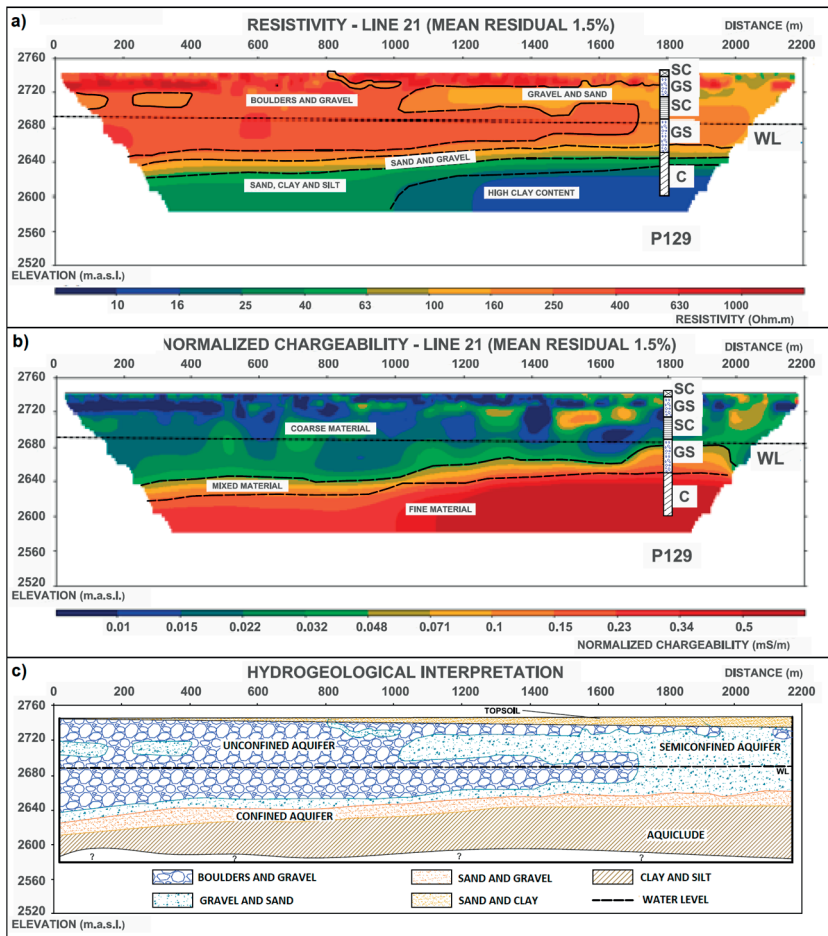 a)
RESISTIVITY - LINE 21 (MEAN RESIDUAL 1.5%)
DISTANCE (m)
0 200 400 600 800 1000 1200 1400 1600 1800 2000 2200
2760
2720
2680
2640
2600
2560
2520
SC
GS
SC
GS
C
WL
P129
BOULDERS AND GRAVEL
GRAVEL AND SAND
SAND AND GRAVEL
SAND, CLAY AND SILT
HIGH CLAY CONTENT
ELEVATION (m.a.s.l.)
10 16 25 40 63 100 160 250 400 630 1000
RESISTIVITY (Ohm.m)
b)
NORMALIZED CHARGEABILITY - LINE 21 (MEAN RESIDUAL 1.5%)
DISTANCE (m)
0 200 400 600 800 1000 1200 1400 1600 1800 2000 2200
2760
2720
2680
2640
2600
2560
2520
SC
GS
SC
GS
C
WL
P129
COARSE MATERIAL
MIXED MATERIAL
FINE MATERIAL
ELEVATION (m.a.s.l.)
0.01 0.015 0.022 0.032 0.048 0.071 0.1 0.15 0.23 0.34 0.5
NORMALIZED CHARGEABILITY (mS/m)
c)
HYDROGEOLOGICAL INTERPRETATION
DISTANCE (m)
0 200 400 600 800 1000 1200 1400 1600 1800 2000 2200
2760
2720
2680
2640
2600
2560
2520
TOPSOIL
UNCONFINED AQUIFER
SEMICONFINED AQUIFER
WL
CONFINED AQUIFER
AQUICLUDE
? ? ? ?
BOULDERS AND GRAVEL
SAND AND GRAVEL
CLAY AND SILT
GRAVEL AND SAND
SAND AND CLAY
WATER LEVEL
ELEVATION (m.a.s.l.)